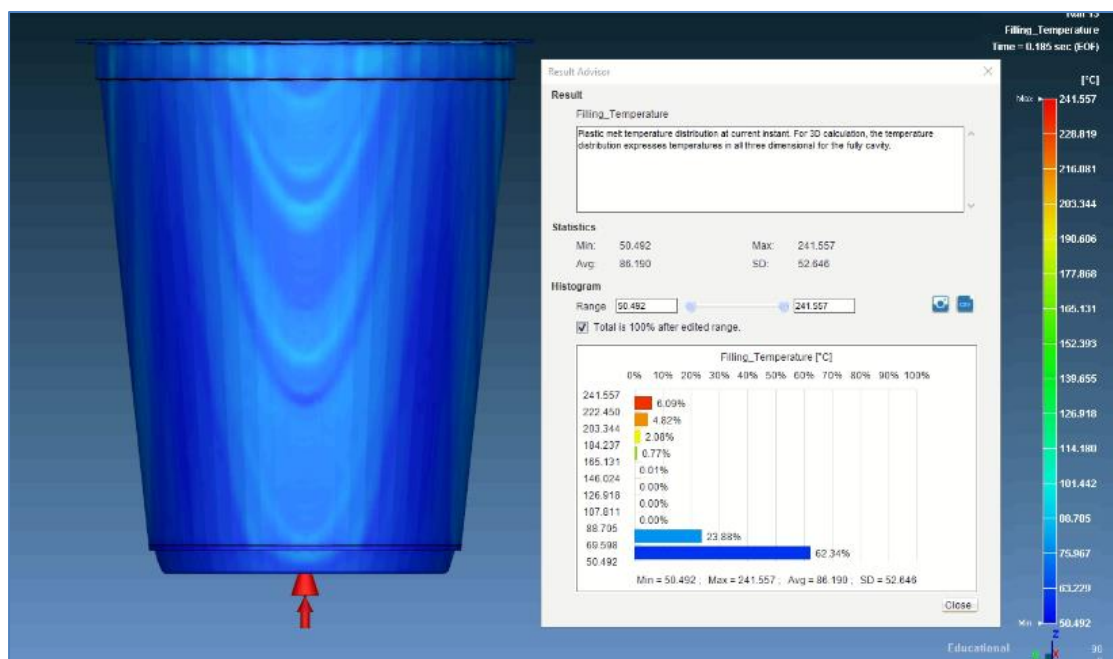 Filling_Temperature
Time = 0.185 sec (EOF)
[°C]
Max
241.557
228.819
216.081
203.344
190.606
177.868
165.131
152.393
139.655
126.918
114.180
101.442
88.705
75.967
63.229
Min
50.492
Result Advisor
Result
Filling_Temperature
Plastic melt temperature distribution at current instant. For 3D calculation, the temperature
distribution expresses temperatures in all three dimensional for the fully cavity.
Statistics
Min: 50.492 Max: 241.557
Avg: 86.190 SD: 52.646
Histogram
Range 50.492 241.557
Total is 100% after edited range.
Filling_Temperature [°C]
0% 10% 20% 30% 40% 50% 60% 70% 80% 90% 100%
241.557
6.09%
222.450
4.82%
203.344
2.08%
184.237
0.77%
165.131
0.01%
146.024
0.00%
126.918
0.00%
107.811
0.00%
88.705
23.88%
69.598
62.34%
50.492
Min = 50.492 ; Max = 241.557 ; Avg = 86.190 ; SD = 52.646
Close
Educational
Z
X
90